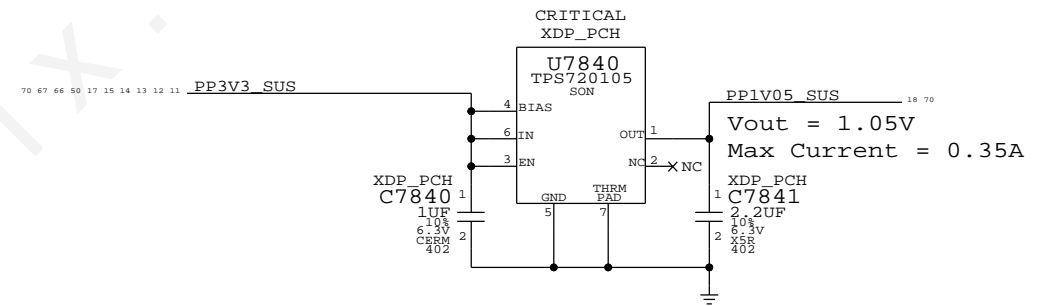 CRITICAL
XDP_PCH
U7840
TPS720105
SON
70 67 66 50 17 15 14 13 12 11 PP3V3_SUS
PP1V05_SUS 18 70
4 BIAS
Vout = 1.05V
6 IN
OUT 1
Max Current = 0.35A
3 EN
NC 2 NC
XDP_PCH
C7840 1
1UF
10%
6.3V
CERM 2
402
GND
5
THRM
PAD
7
XDP_PCH
1 C7841
2.2UF
10%
6.3V
2 X5R
402